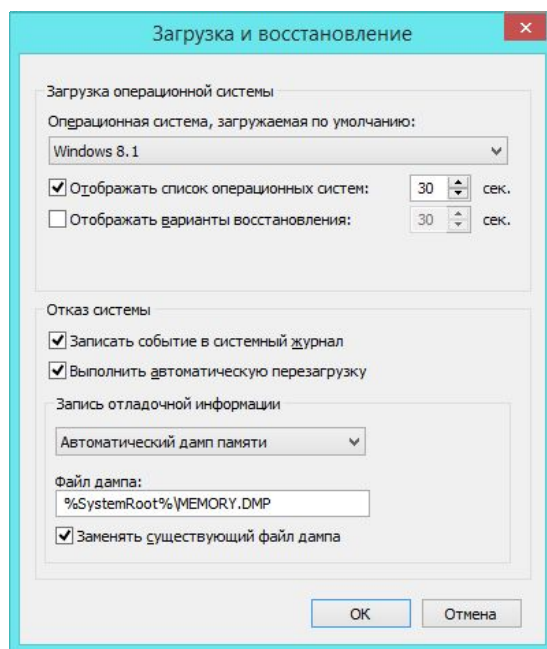 Загрузка и восстановление
Загрузка операционной системы
Операционная система, загружаемая по умолчанию:
Windows 8.1
Отображать список операционных систем: 30 сек.
Отображать варианты восстановления: 30 сек.
Отказ системы
Записать событие в системный журнал
Выполнить автоматическую перезагрузку
Запись отладочной информации
Автоматический дамп памяти
Файл дампа:
%SystemRoot%\MEMORY.DMP
Заменять существующий файл дампа
ОК Отмена